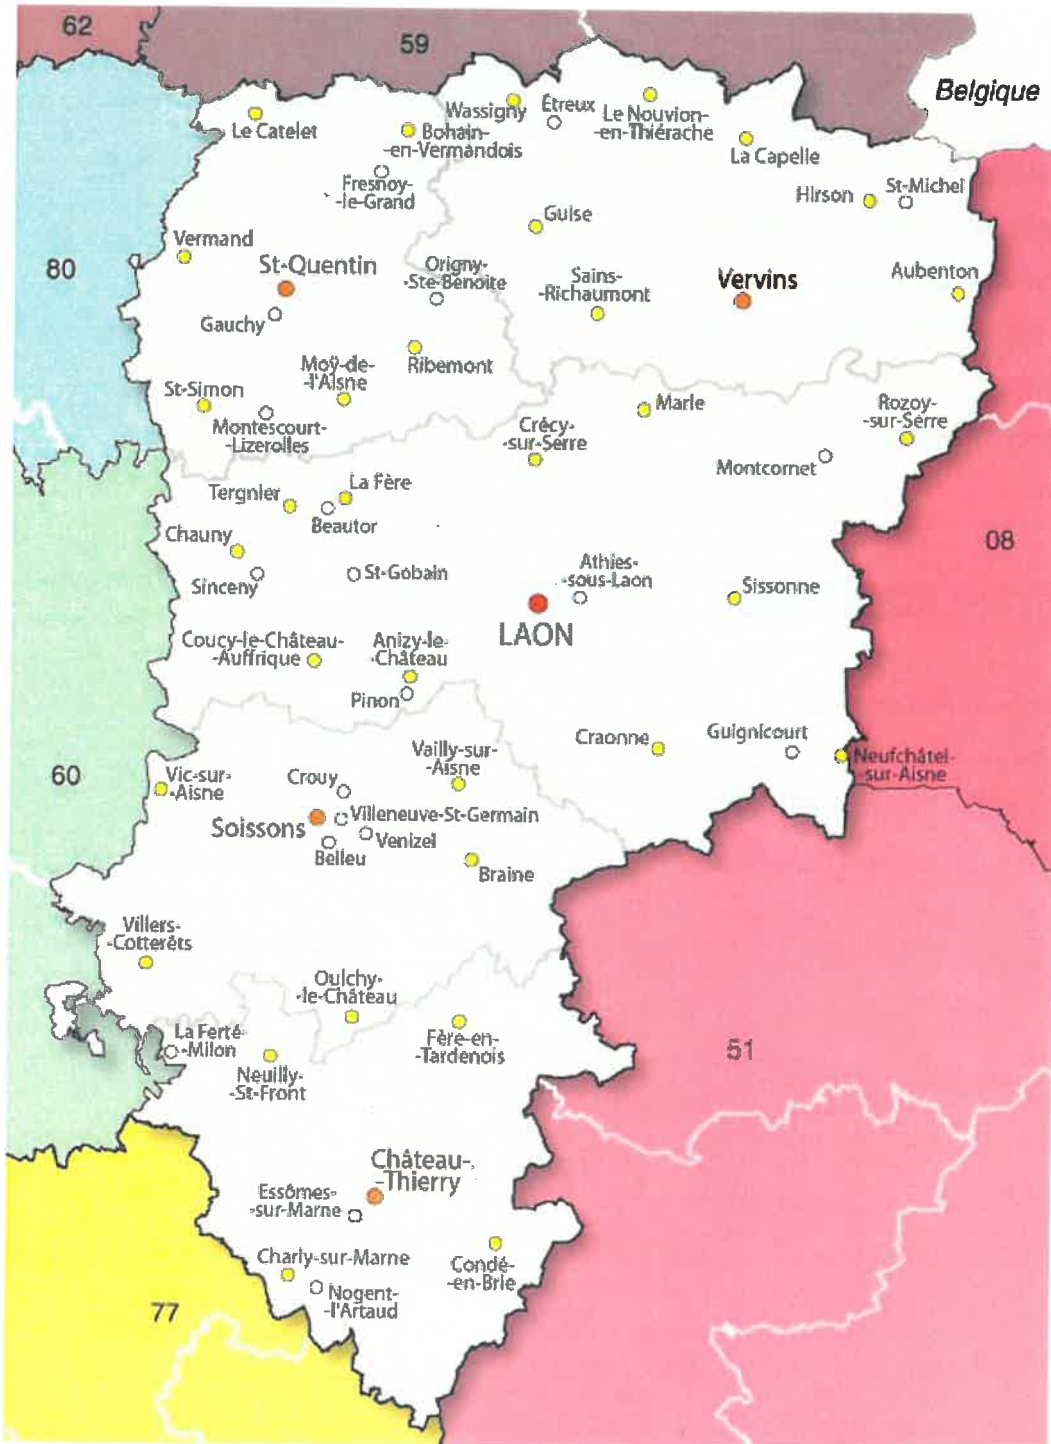 62
59
Belgique
Wassigny
Étreux
Le Nouvion-
-en-Thiérache
Le Catelet
Bohain-
-en-Vermandois
La Capelle
Fresnoy-
-le-Grand
Hirson
St-Michel
Guise
Vermand
80
St-Quentin
Origny-
-Ste-Benoite
Sains-
-Richaumont
Vervins
Aubenton
Gauchy
Moÿ-de-
-l'Aisne
Ribemont
St-Simon
Montescourt-
-Lizerolles
Marle
Rozoy-
-sur-Serre
Crécy-
-sur-Serre
Montcornet
Tergnier
La Fère
Beautor
Chauny
08
Sinceny
St-Gobain
Athies-
-sous-Laon
Sissonne
LAON
Coucy-le-Château-
-Auffrique
Anizy-le-
-Château
Pinon
Craonne
Guignicourt
Neufchâtel-
sur-Aisne
60
Vic-sur-
-Aisne
Crouy
Vailly-sur-
-Aisne
Soissons
Villeneuve-St-Germain
Venizel
Belleu
Braine
Villers-
-Cotterêts
Oulchy-
-le-Château
La Ferté-
-Milon
Fère-en-
-Tardenois
51
Neuilly-
-St-Front
Château-
-Thierry
Essômes-
-sur-Marne
Charly-sur-Marne
Condé-
-en-Brie
Nogent-
-l'Artaud
77